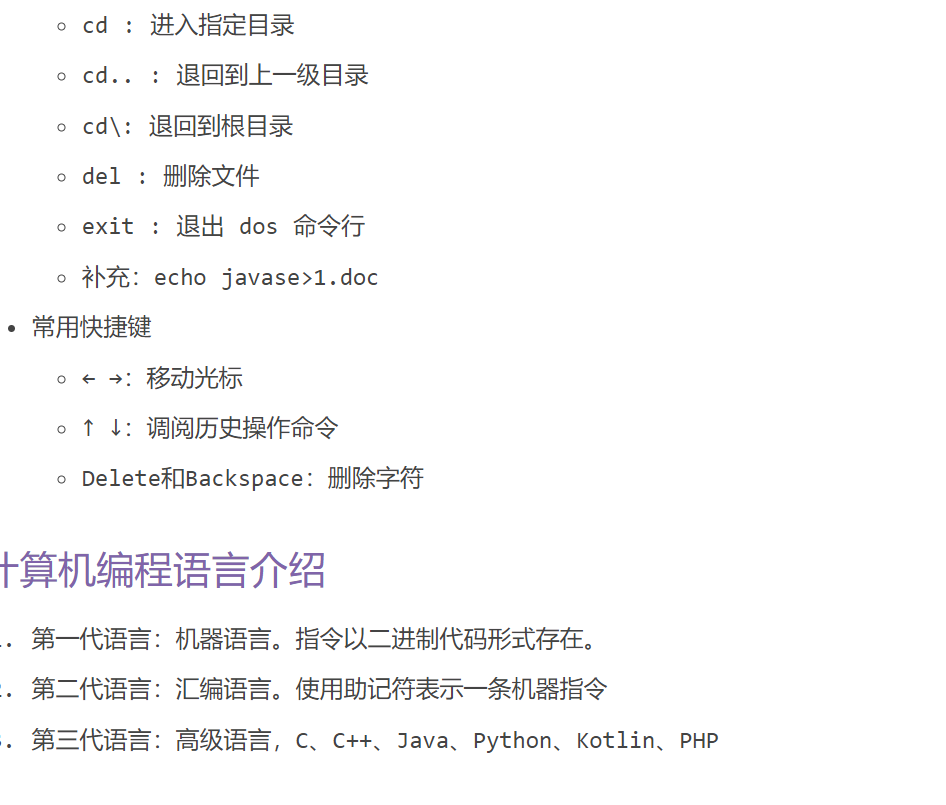 cd : 进入指定目录
cd.. : 退回到上一级目录
cd\: 退回到根目录
del : 删除文件
exit : 退出 dos 命令行
补充：echo javase>1.doc
常用快捷键
← →：移动光标
↑ ↓：调阅历史操作命令
Delete和Backspace：删除字符
计算机编程语言介绍
. 第一代语言：机器语言。指令以二进制代码形式存在。
. 第二代语言：汇编语言。使用助记符表示一条机器指令
. 第三代语言：高级语言，C、C++、Java、Python、Kotlin、PHP